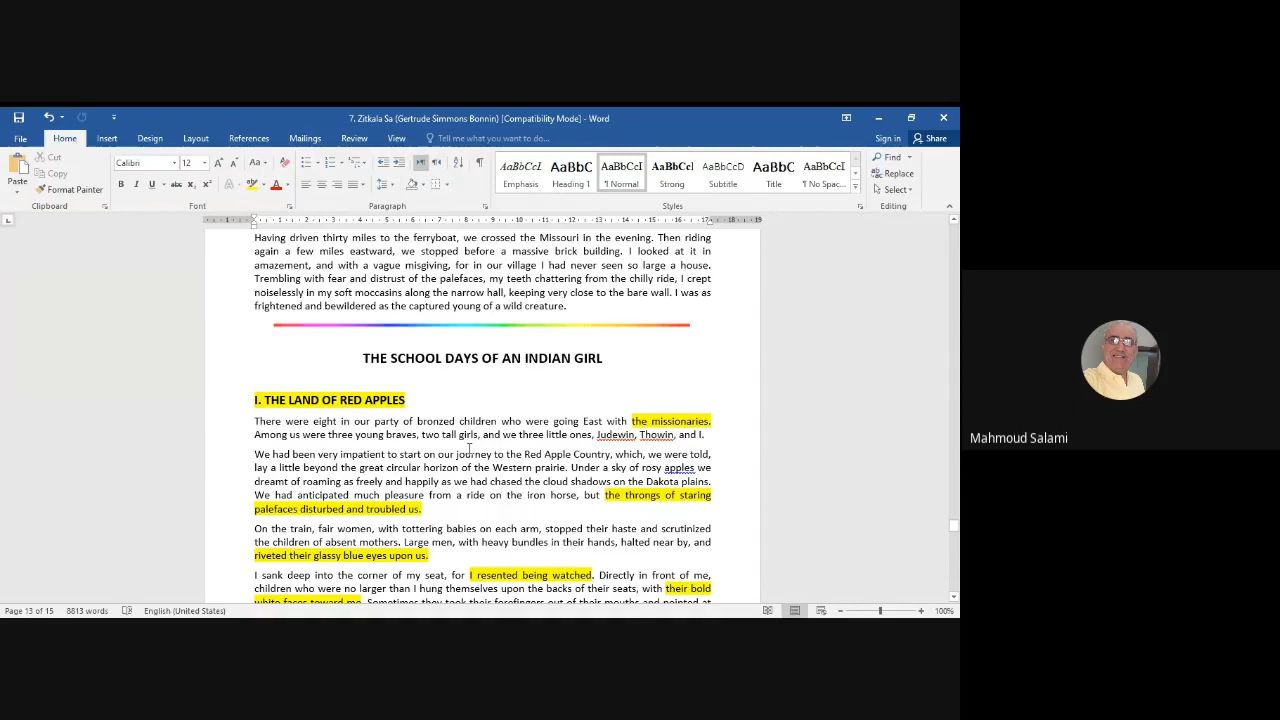 7. Zitkala Sa (Gertrude Simmons Bonnin) [Compatibility Mode] - Word
File Home Insert Design Layout References Mailings Review View Tell me what you want to do... Sign in Share
Paste
Cut
Copy
Format Painter
Clipboard
Calibri 12
Font
Paragraph
AaBbCcI AaBbC AaBbCcI AaBbCcl AaBbCcD AaBbC AaBbCcI
Emphasis Heading 1 ¶ Normal Strong Subtitle Title ¶ No Spac...
Styles
Find
Replace
Select
Editing
Having driven thirty miles to the ferryboat, we crossed the Missouri in the evening. Then riding
again a few miles eastward, we stopped before a massive brick building. I looked at it in
amazement, and with a vague misgiving, for in our village I had never seen so large a house.
Trembling with fear and distrust of the palefaces, my teeth chattering from the chilly ride, I crept
noiselessly in my soft moccasins along the narrow hall, keeping very close to the bare wall. I was as
frightened and bewildered as the captured young of a wild creature.
THE SCHOOL DAYS OF AN INDIAN GIRL
I. THE LAND OF RED APPLES
There were eight in our party of bronzed children who were going East with the missionaries.
Among us were three young braves, two tall girls, and we three little ones, Judewin, Thowin, and I.
We had been very impatient to start on our journey to the Red Apple Country, which, we were told,
lay a little beyond the great circular horizon of the Western prairie. Under a sky of rosy apples we
dreamt of roaming as freely and happily as we had chased the cloud shadows on the Dakota plains.
We had anticipated much pleasure from a ride on the iron horse, but the throngs of staring
palefaces disturbed and troubled us.
On the train, fair women, with tottering babies on each arm, stopped their haste and scrutinized
the children of absent mothers. Large men, with heavy bundles in their hands, halted near by, and
riveted their glassy blue eyes upon us.
I sank deep into the corner of my seat, for I resented being watched. Directly in front of me,
children who were no larger than I hung themselves upon the backs of their seats, with their bold
white faces toward me. Sometimes they took their forefingers out of their mouths and pointed at
Page 13 of 15 8813 words English (United States) 100%
Mahmoud Salami